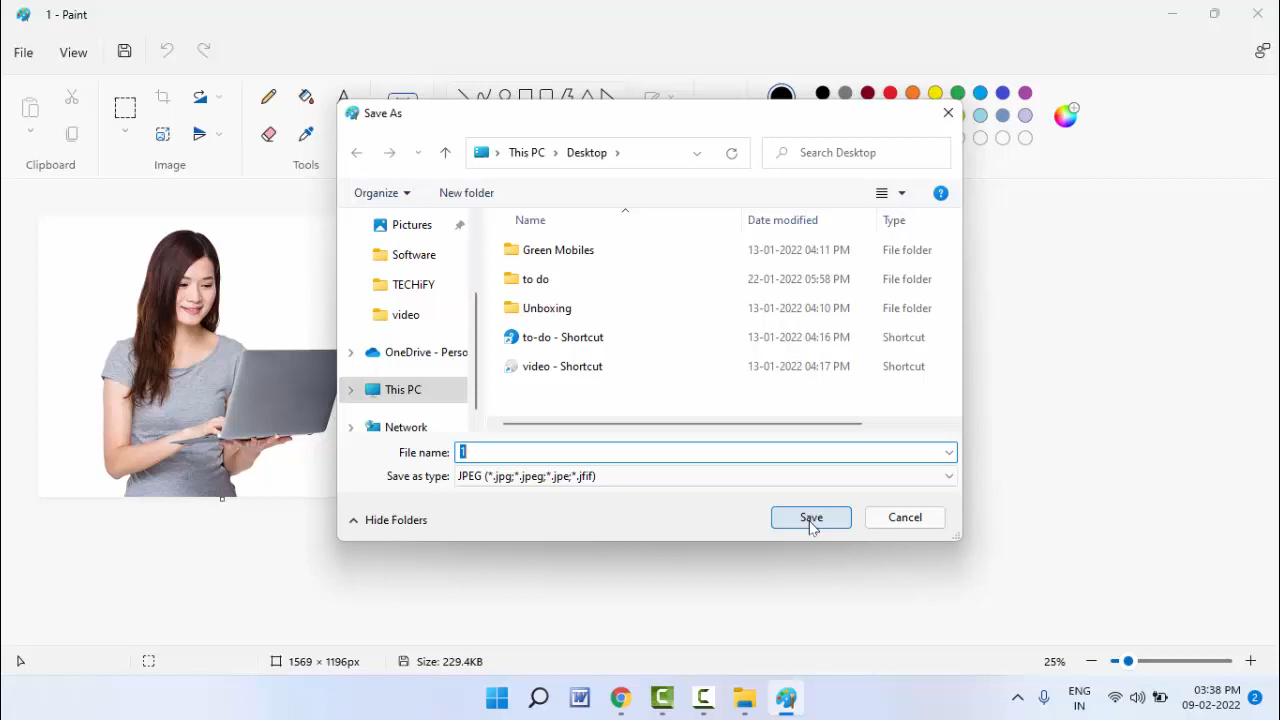 1 - Paint
File
View
Clipboard
Image
Tools
Save As
This PC
Desktop
Search Desktop
Organize
New folder
Name
Date modified
Type
Pictures
Software
TECHiFY
video
OneDrive - Perso
This PC
Network
Green Mobiles 13-01-2022 04:11 PM File folder
to do 22-01-2022 05:58 PM File folder
Unboxing 13-01-2022 04:10 PM File folder
to-do - Shortcut 13-01-2022 04:16 PM Shortcut
video - Shortcut 13-01-2022 04:17 PM Shortcut
File name: 1
Save as type: JPEG (*.jpg;*.jpeg;*.jpe;*.jfif)
Hide Folders
Save
Cancel
1569 × 1196px
Size: 229.4KB
25%
ENG
IN
03:38 PM
09-02-2022
2